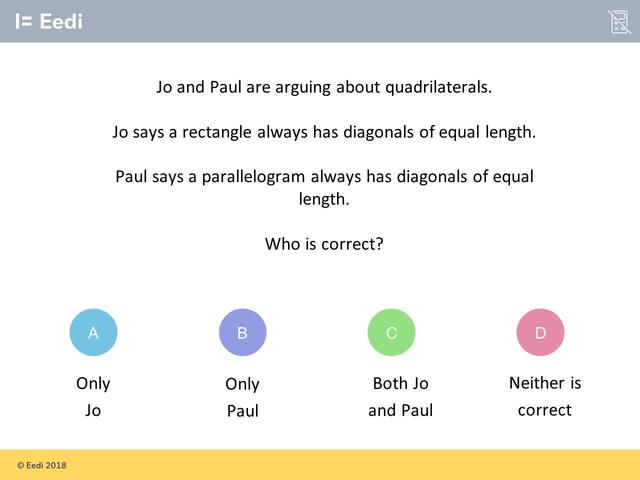 I= Eedi
Jo and Paul are arguing about quadrilaterals.
Jo says a rectangle always has diagonals of equal length.
Paul says a parallelogram always has diagonals of equal
length.
Who is correct?
A
B
C
D
Only
Jo
Only
Paul
Both Jo
and Paul
Neither is
correct
© Eedi 2018